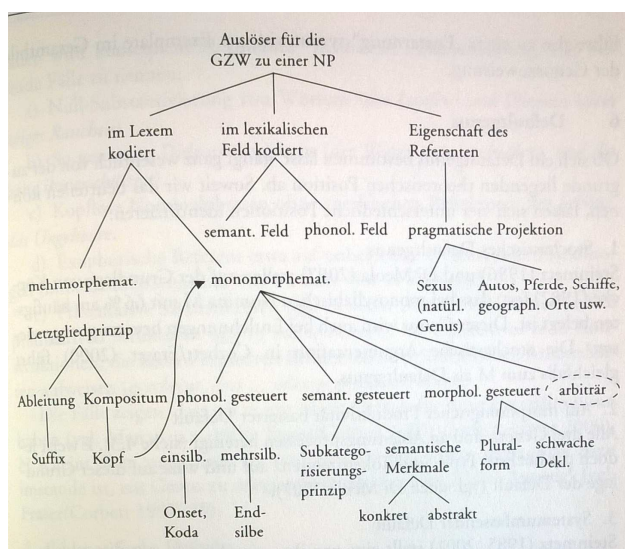 Auslöser für die
GZW zu einer NP
im Lexem
kodiert
im lexikalischen
Feld kodiert
Eigenschaft des
Referenten
semant. Feld
phonol. Feld
pragmatische Projektion
mehrmorphemat.
monomorphemat.
Sexus
(natürl.
Genus)
Autos, Pferde, Schiffe,
geograph. Orte usw.
Letztgliedprinzip
Ableitung
Kompositum
phonol. gesteuert
semant. gesteuert
morphol. gesteuert
arbiträr
Suffix
Kopf
einsilb.
mehrsilb.
Subkatego-
risierungs-
prinzip
semantische
Merkmale
Plural-
form
schwache
Dekl.
Onset,
Koda
End-
silbe
konkret
abstrakt